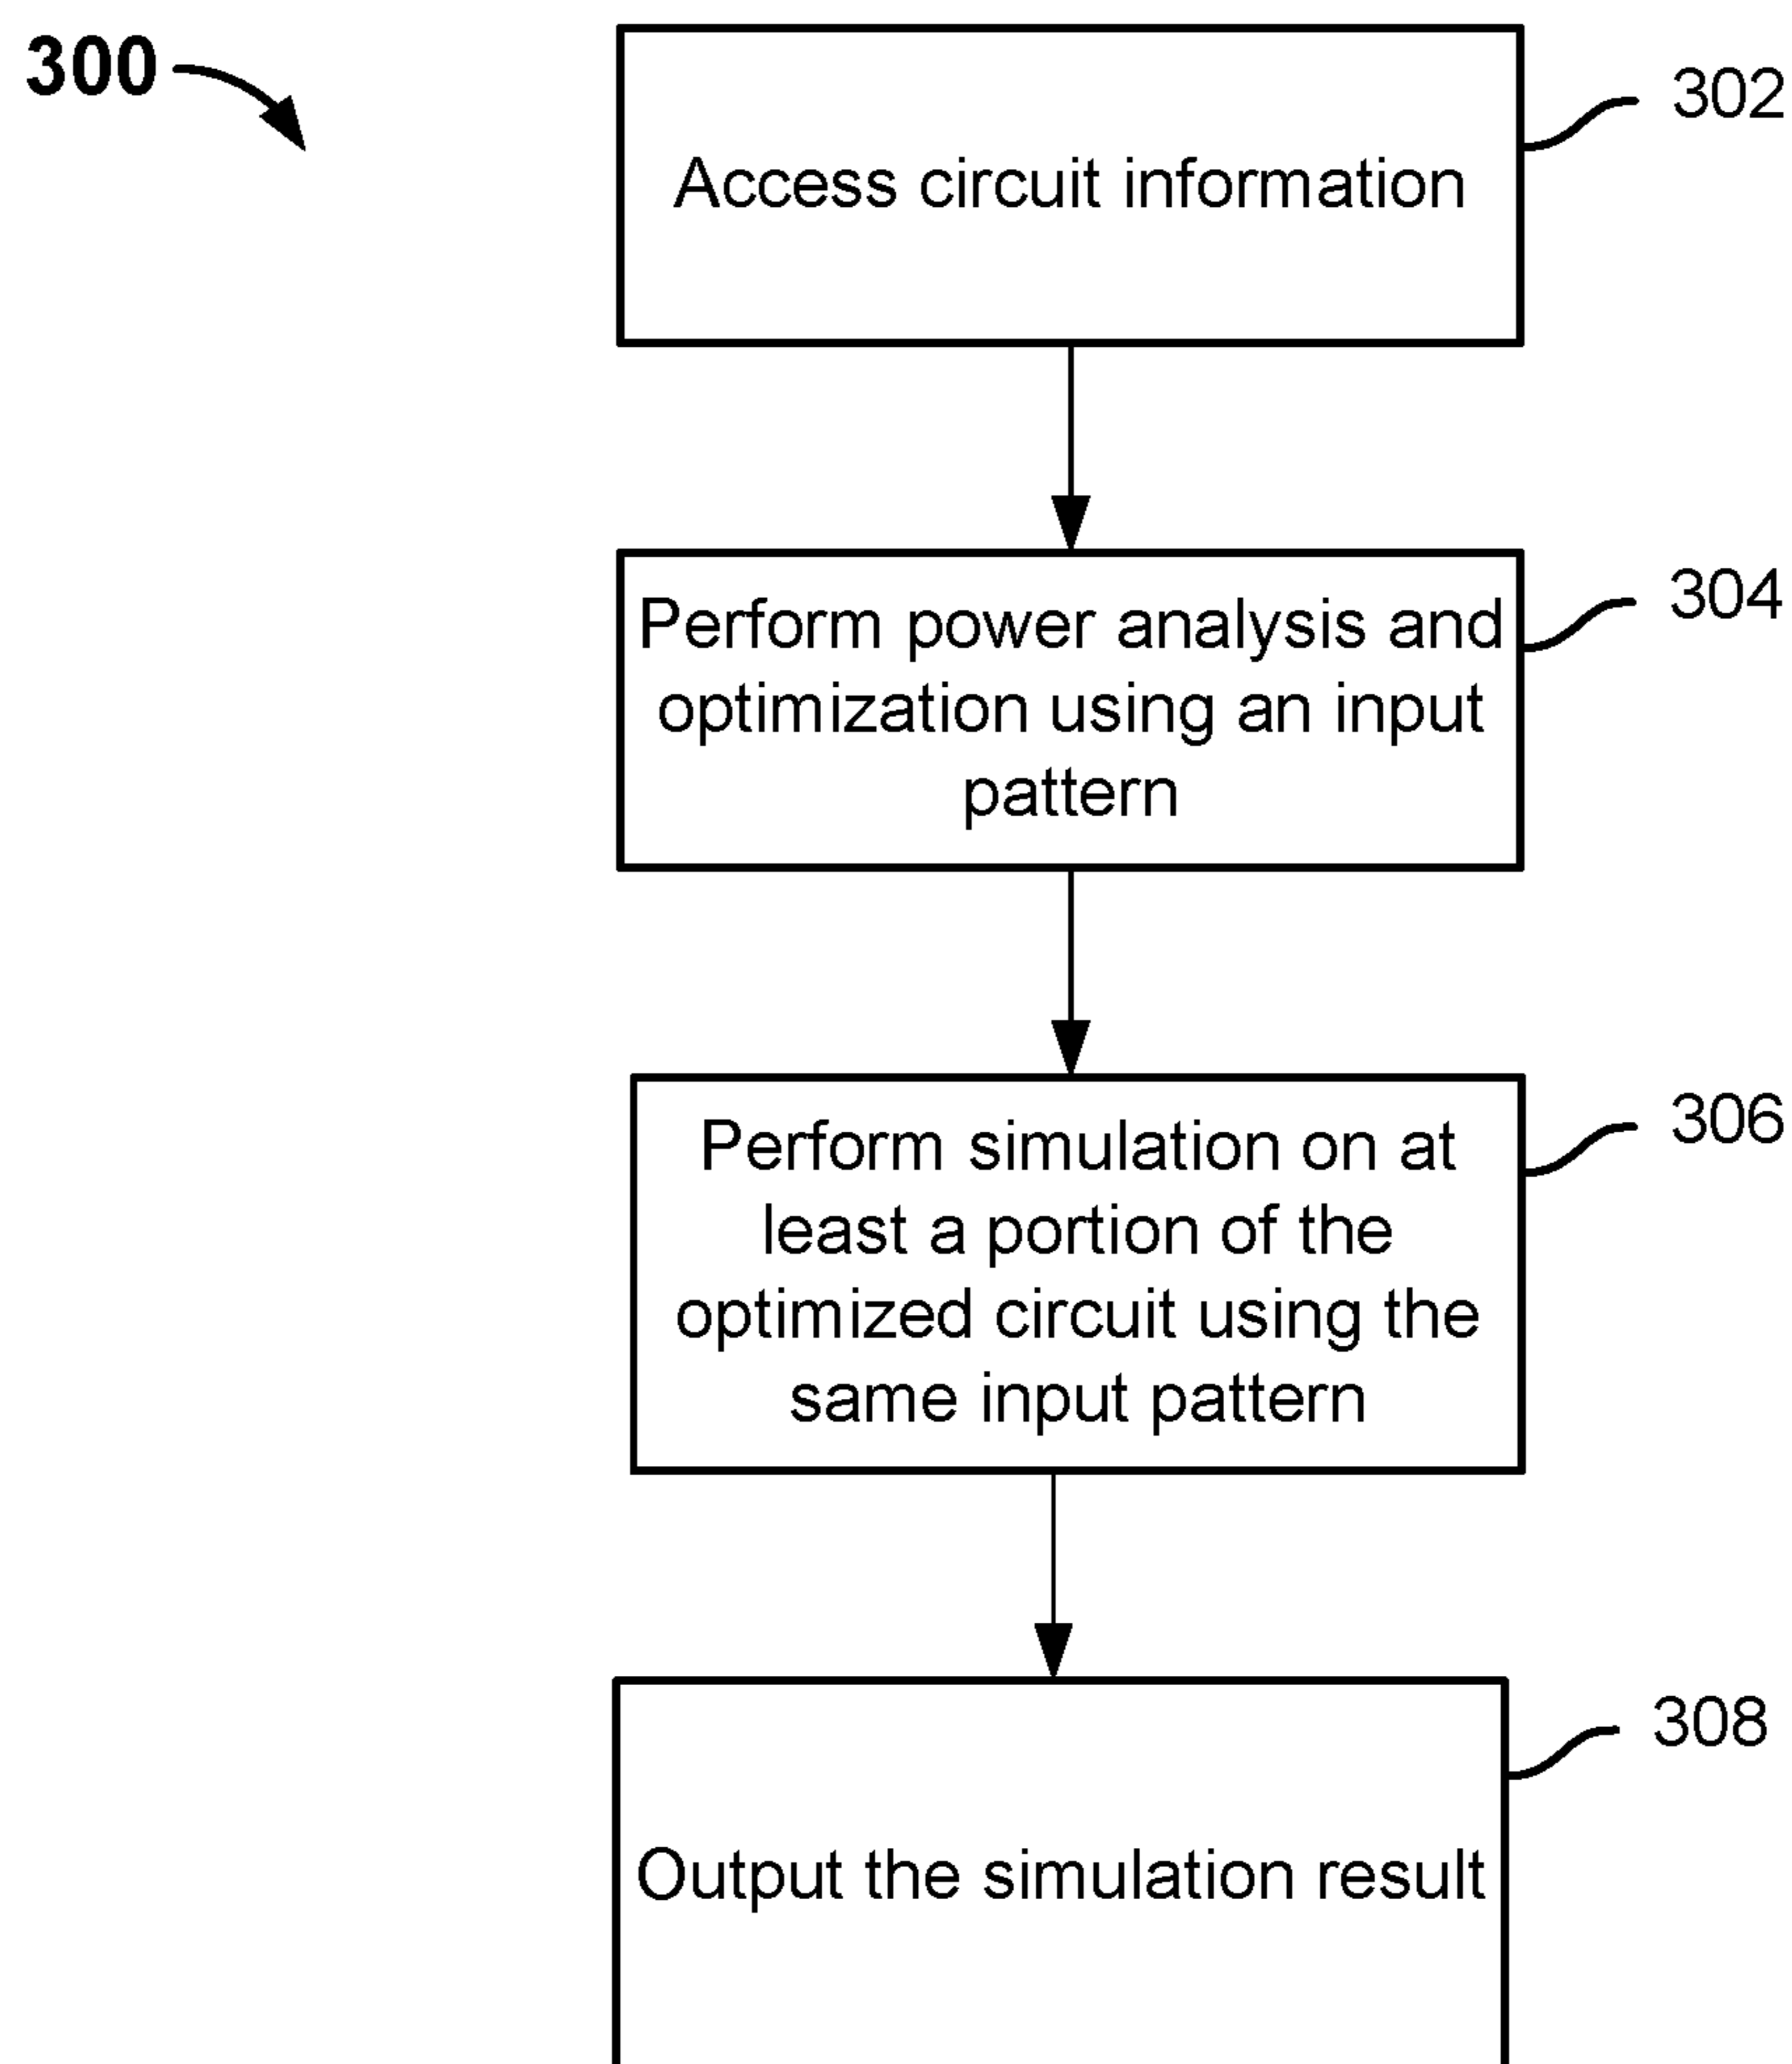 300
302
Access circuit information
304
Perform power analysis and
optimization using an input
pattern
306
Perform simulation on at
least a portion of the
optimized circuit using the
same input pattern
308
Output the simulation result